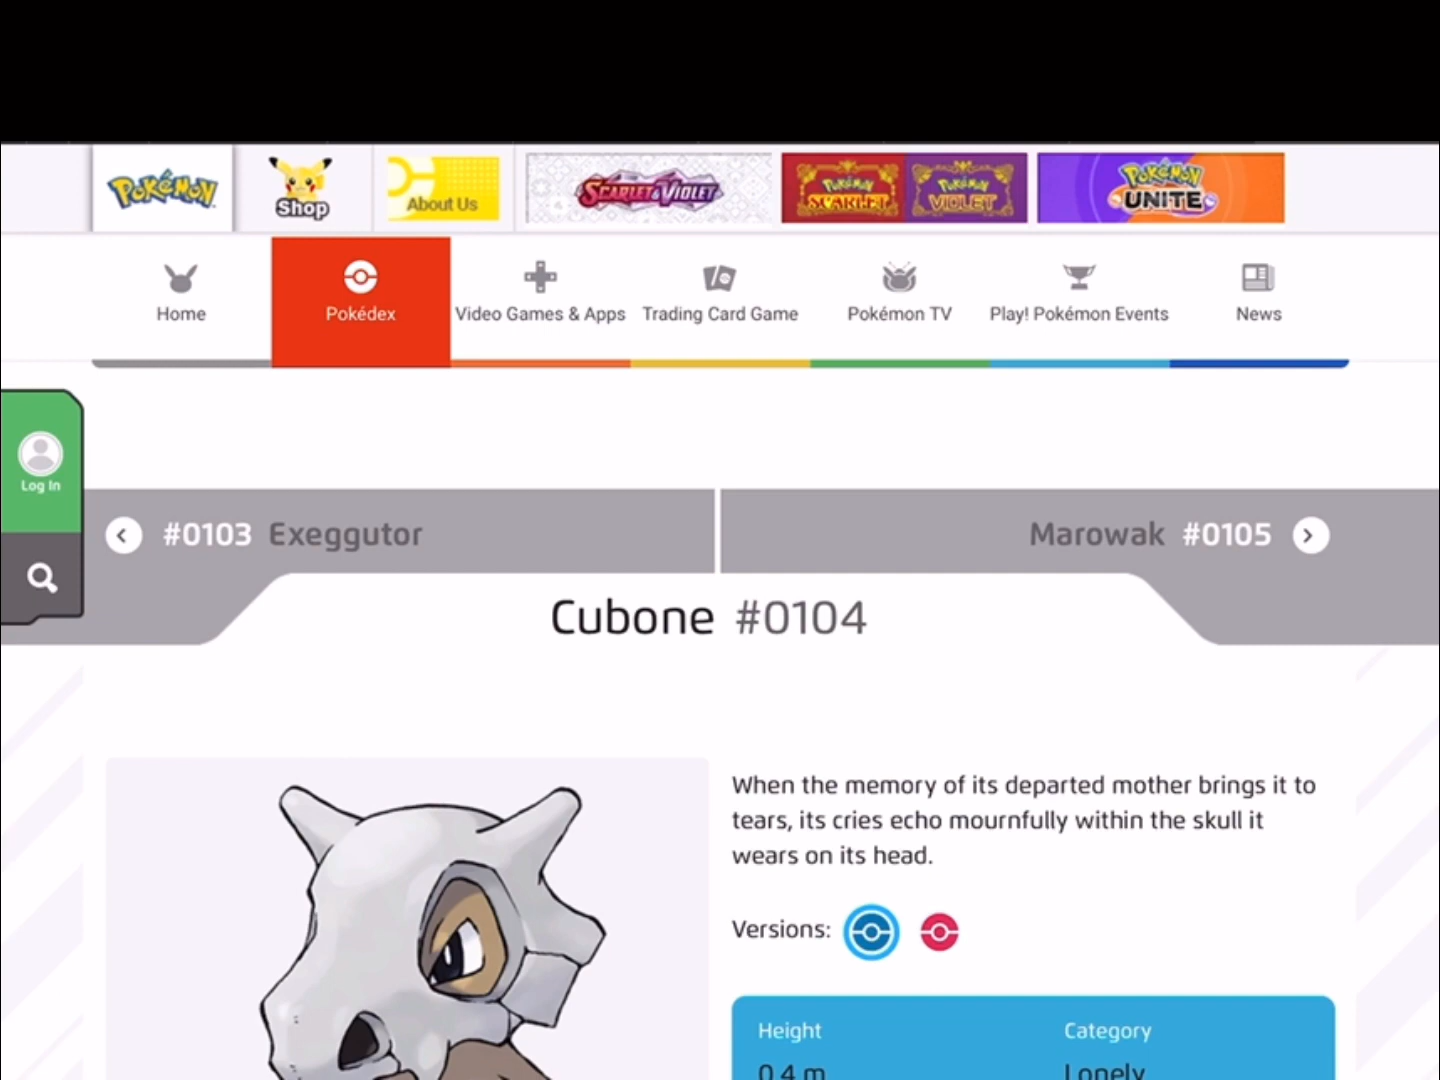 POKéMON
Shop
About Us
SCARLET & VIOLET
POKéMON
SCARLET
POKéMON
VIOLET
POKéMON
UNITE
Home
Pokédex
Video Games & Apps
Trading Card Game
Pokémon TV
Play! Pokémon Events
News
Log In
#0103 Exeggutor
Marowak #0105
Cubone #0104
When the memory of its departed mother brings it to
tears, its cries echo mournfully within the skull it
wears on its head.
Versions:
Height
Category
0.4 m
Lonely